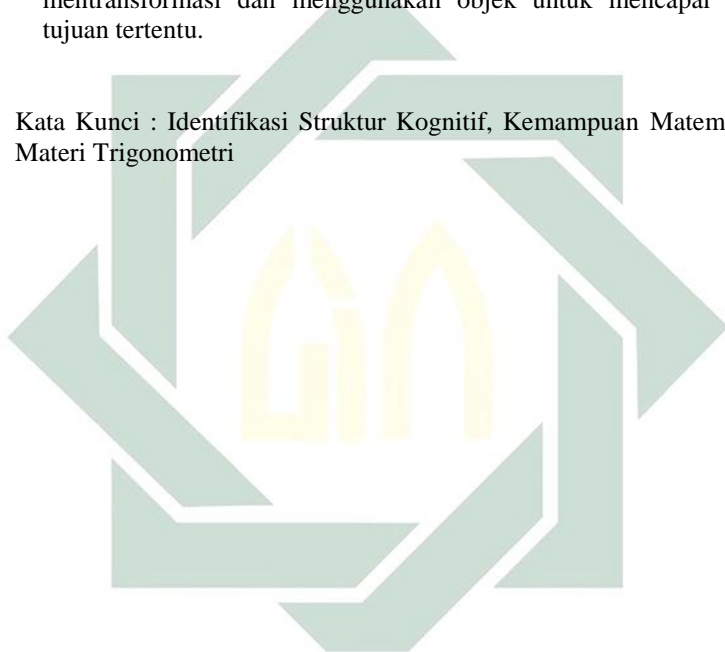 mentransformasi dan menggunakan objek untuk mencapai
tujuan tertentu.
Kata Kunci : Identifikasi Struktur Kognitif, Kemampuan Matem
Materi Trigonometri